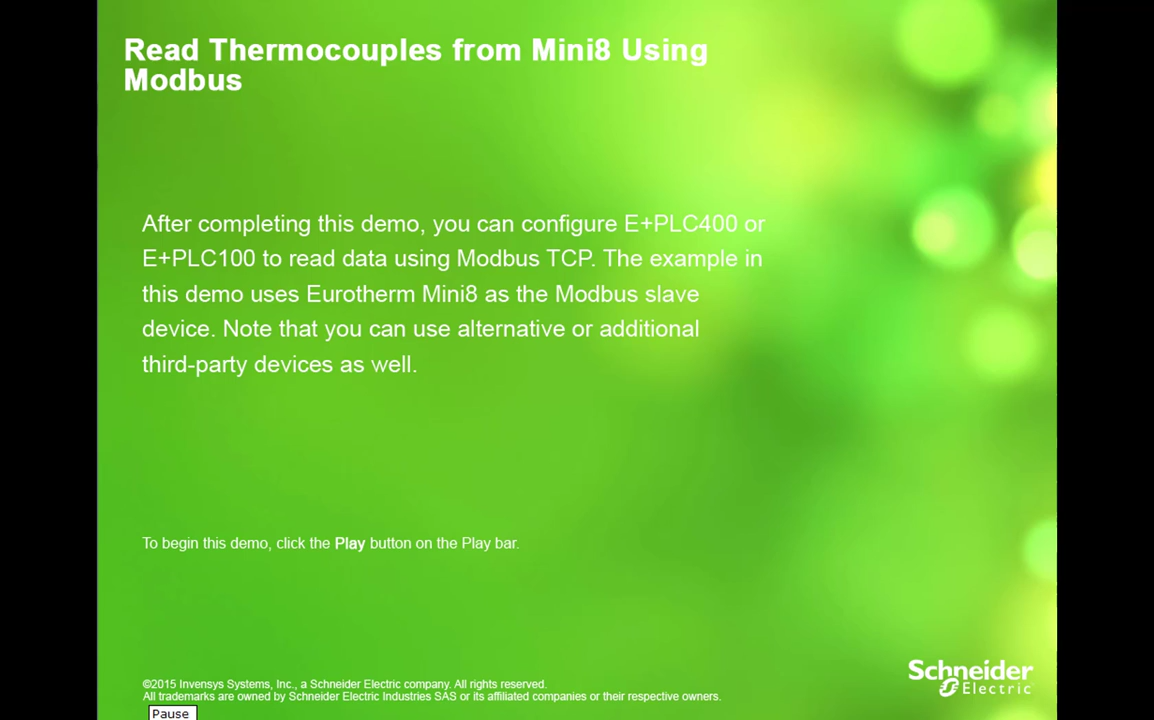 Read Thermocouples from Mini8 Using
Modbus
After completing this demo, you can configure E+PLC400 or
E+PLC100 to read data using Modbus TCP. The example in
this demo uses Eurotherm Mini8 as the Modbus slave
device. Note that you can use alternative or additional
third-party devices as well.
To begin this demo, click the Play button on the Play bar.
Schneider
Electric
©2015 Invensys Systems, Inc., a Schneider Electric company. All rights reserved.
All trademarks are owned by Schneider Electric Industries SAS or its affiliated companies or their respective owners.
Pause